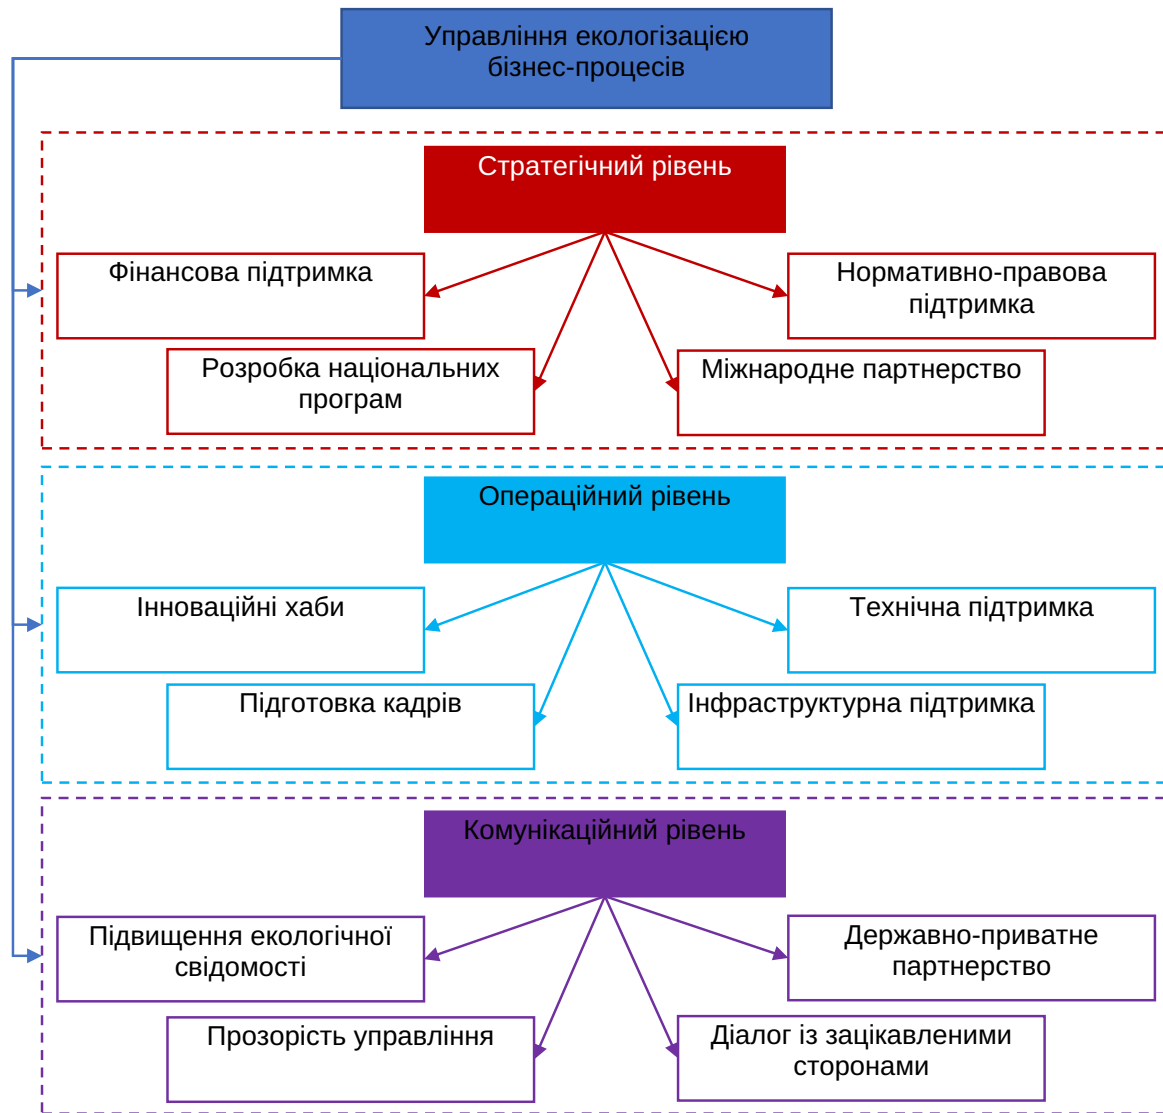 Управління екологізацією
бізнес-процесів
Стратегічний рівень
Фінансова підтримка
Нормативно-правова
підтримка
Розробка національних
програм
Міжнародне партнерство
Операційний рівень
Інноваційні хаби
Технічна підтримка
Підготовка кадрів
Інфраструктурна підтримка
Комунікаційний рівень
Підвищення екологічної
свідомості
Державно-приватне
партнерство
Прозорість управління
Діалог із зацікавленими
сторонами